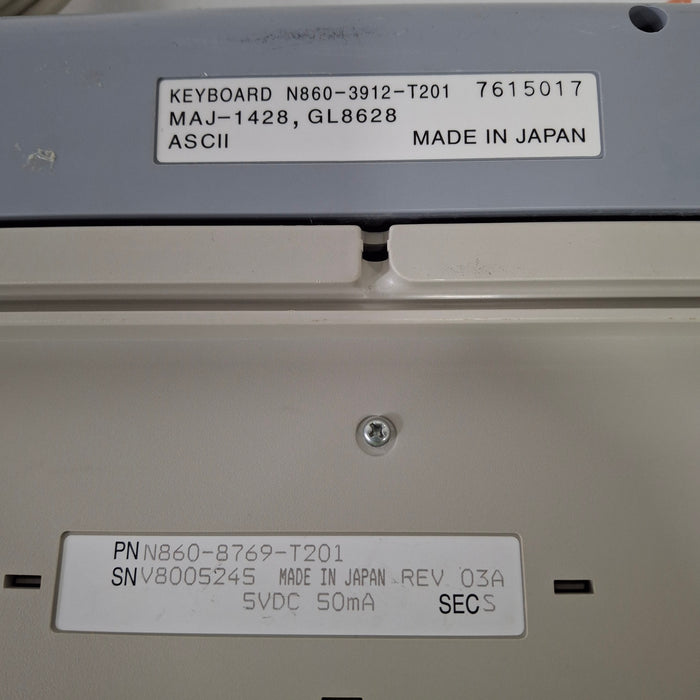 KEYBOARD N860-3912-T201 7615017
MAJ-1428, GL8628
ASCII MADE IN JAPAN
PN N860-8769-T201
SN V8005245 MADE IN JAPAN REV 03A
5VDC 50mA SEC S